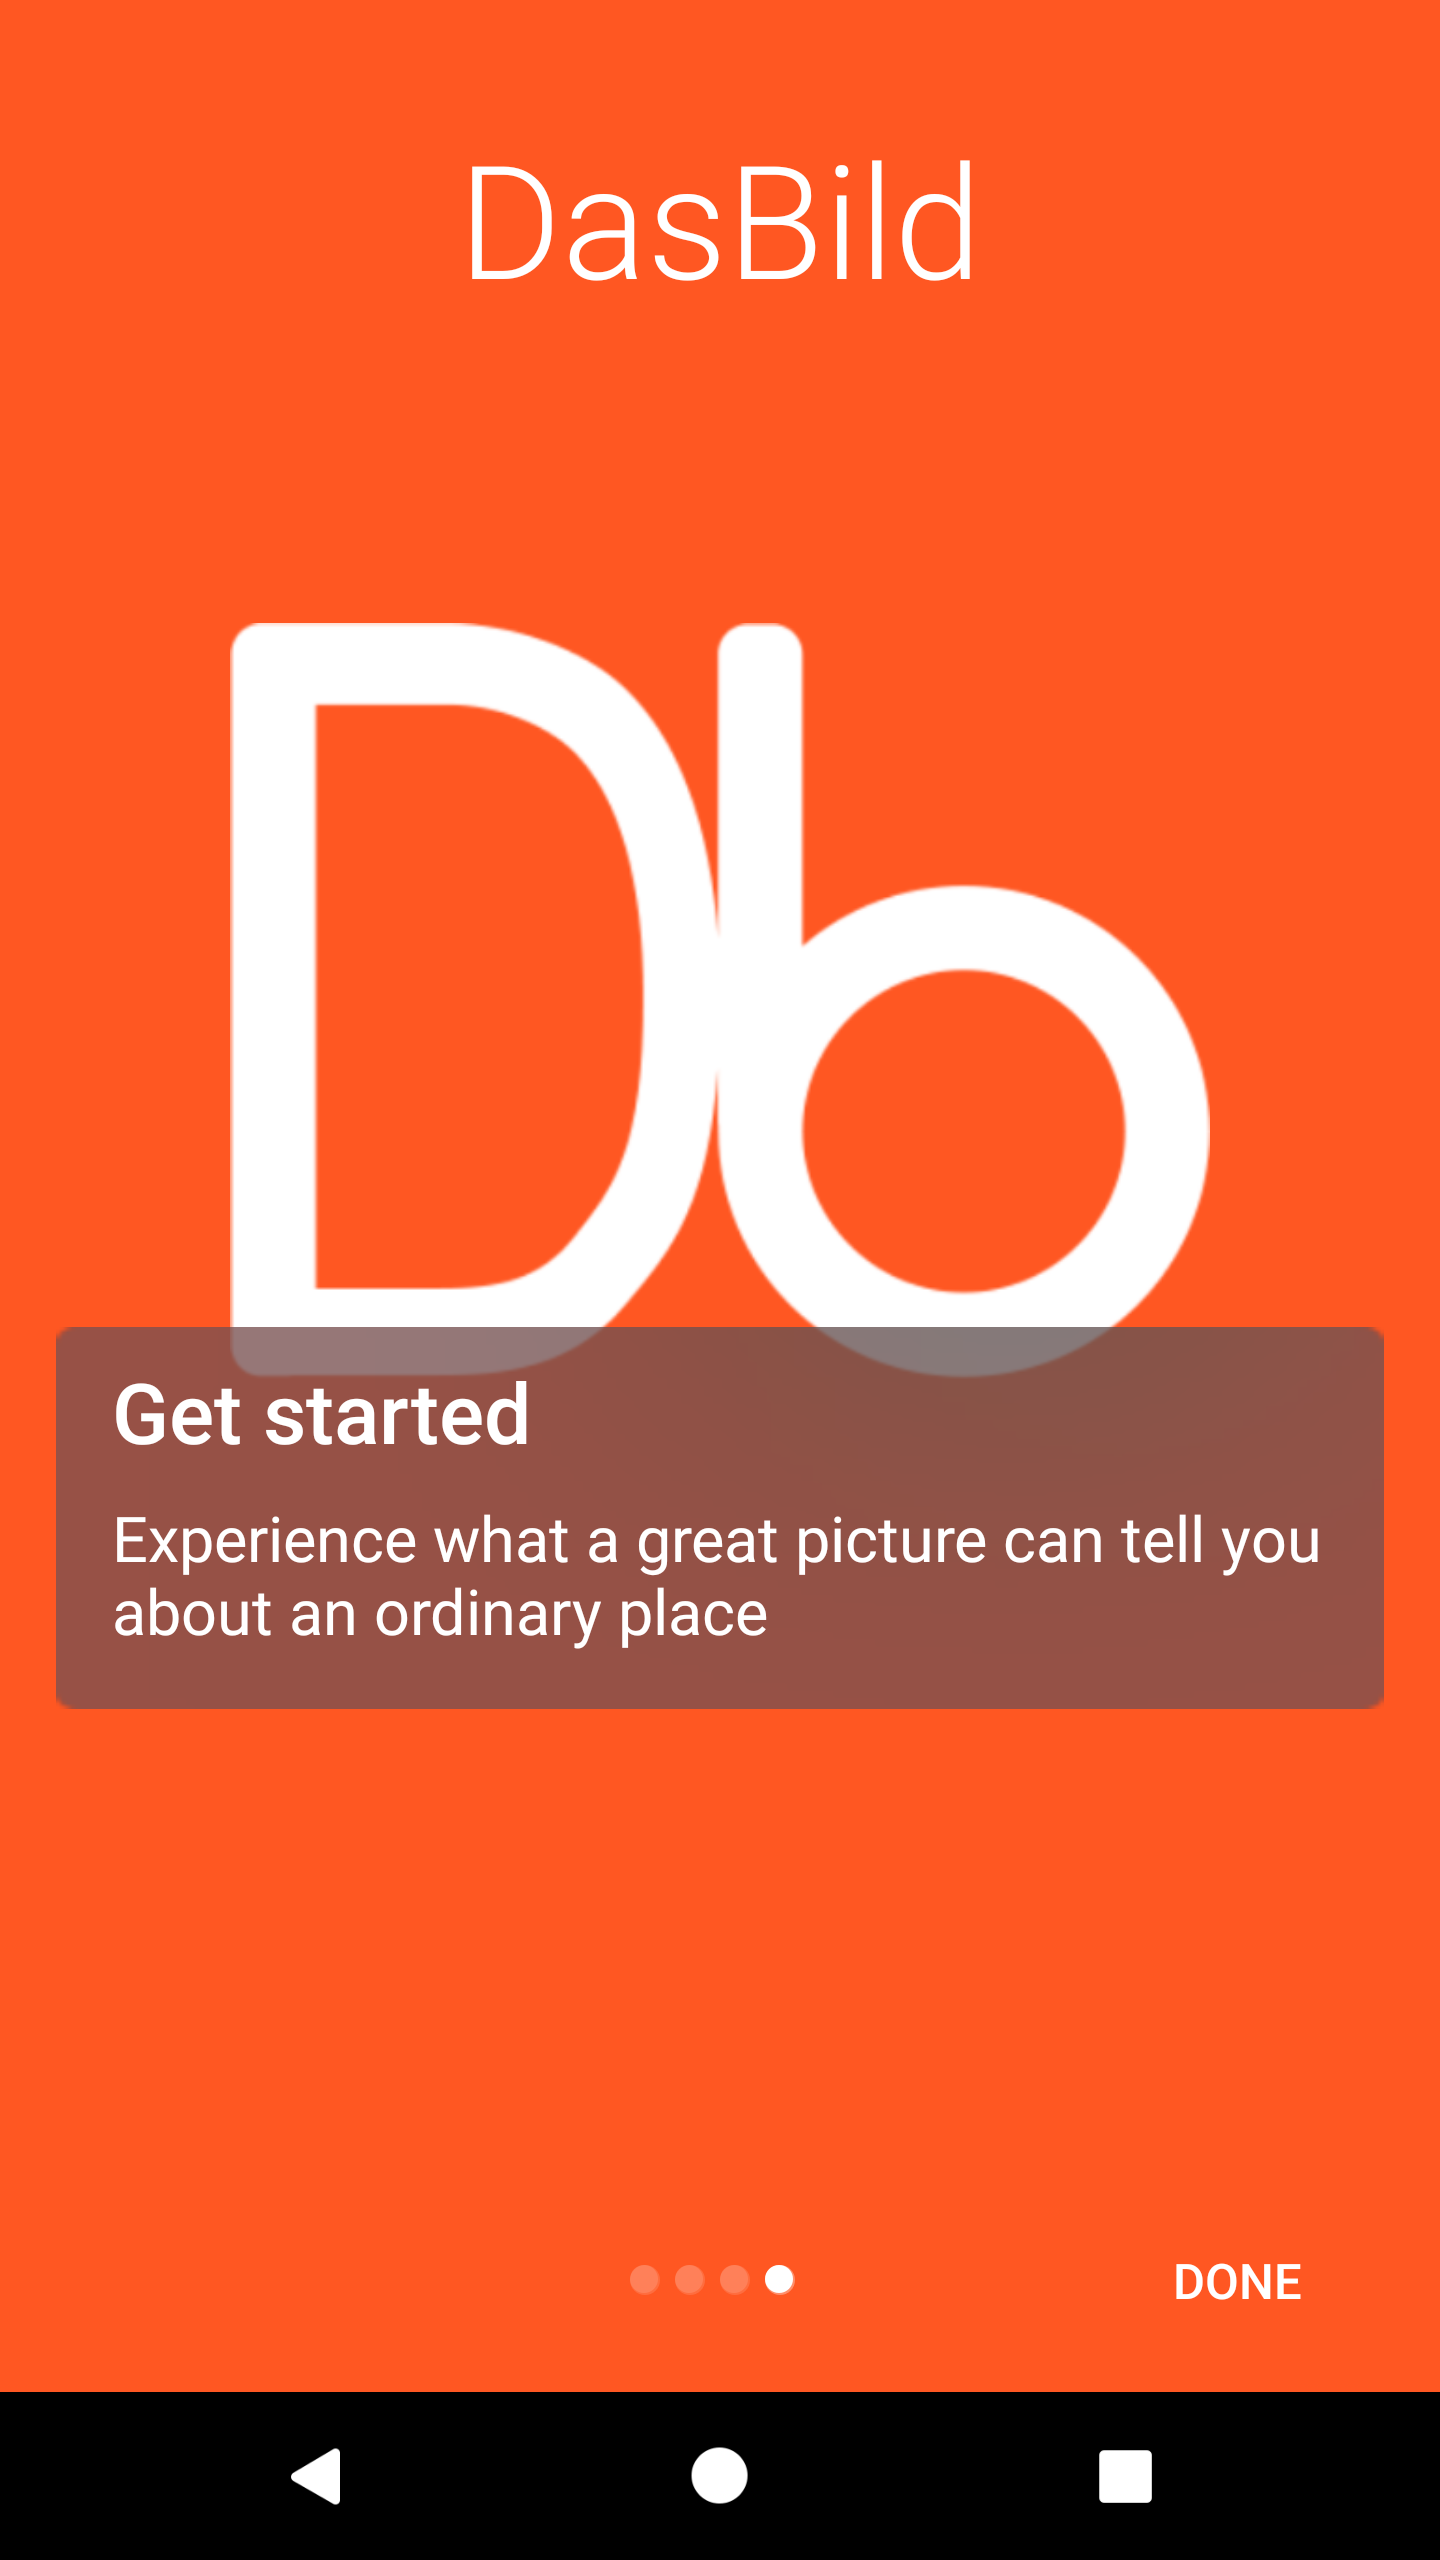 DasBild
Db
Get started
Experience what a great picture can tell you
about an ordinary place
DONE